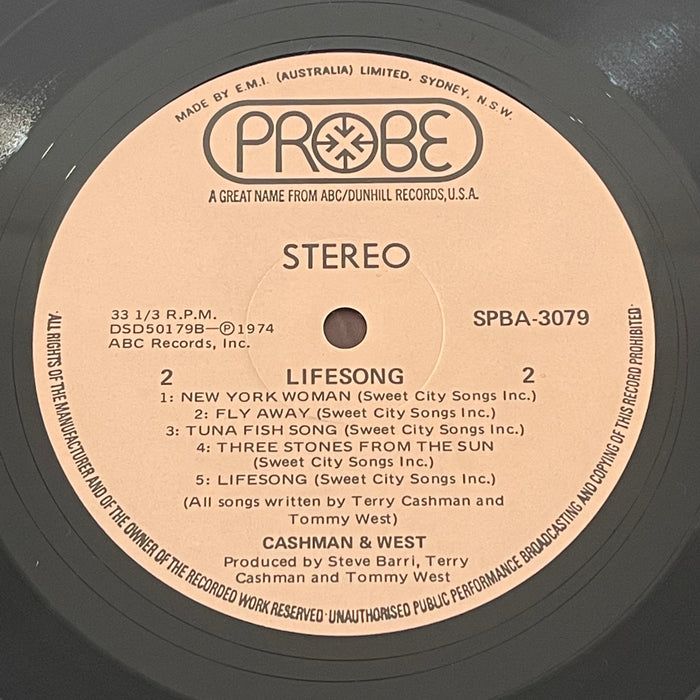 MADE BY E.M.I. (AUSTRALIA) LIMITED. SYDNEY, N.S.W.
PROBE
A GREAT NAME FROM ABC/DUNHILL RECORDS, U.S.A.
STEREO
33 1/3 R.P.M.
DSD50179B—Ⓟ1974
ABC Records, Inc.
SPBA-3079
2 LIFESONG 2
1: NEW YORK WOMAN (Sweet City Songs Inc.)
2: FLY AWAY (Sweet City Songs Inc.)
3: TUNA FISH SONG (Sweet City Songs Inc.)
4: THREE STONES FROM THE SUN
(Sweet City Songs Inc.)
5: LIFESONG (Sweet City Songs Inc.)
(All songs written by Terry Cashman and
Tommy West)
CASHMAN & WEST
Produced by Steve Barri, Terry
Cashman and Tommy West
·ALL RIGHTS OF THE MANUFACTURER AND OF THE OWNER OF THE RECORDED WORK RESERVED·UNAUTHORISED PUBLIC PERFORMANCE BROADCASTING AND COPYING OF THIS RECORD PROHIBITED·